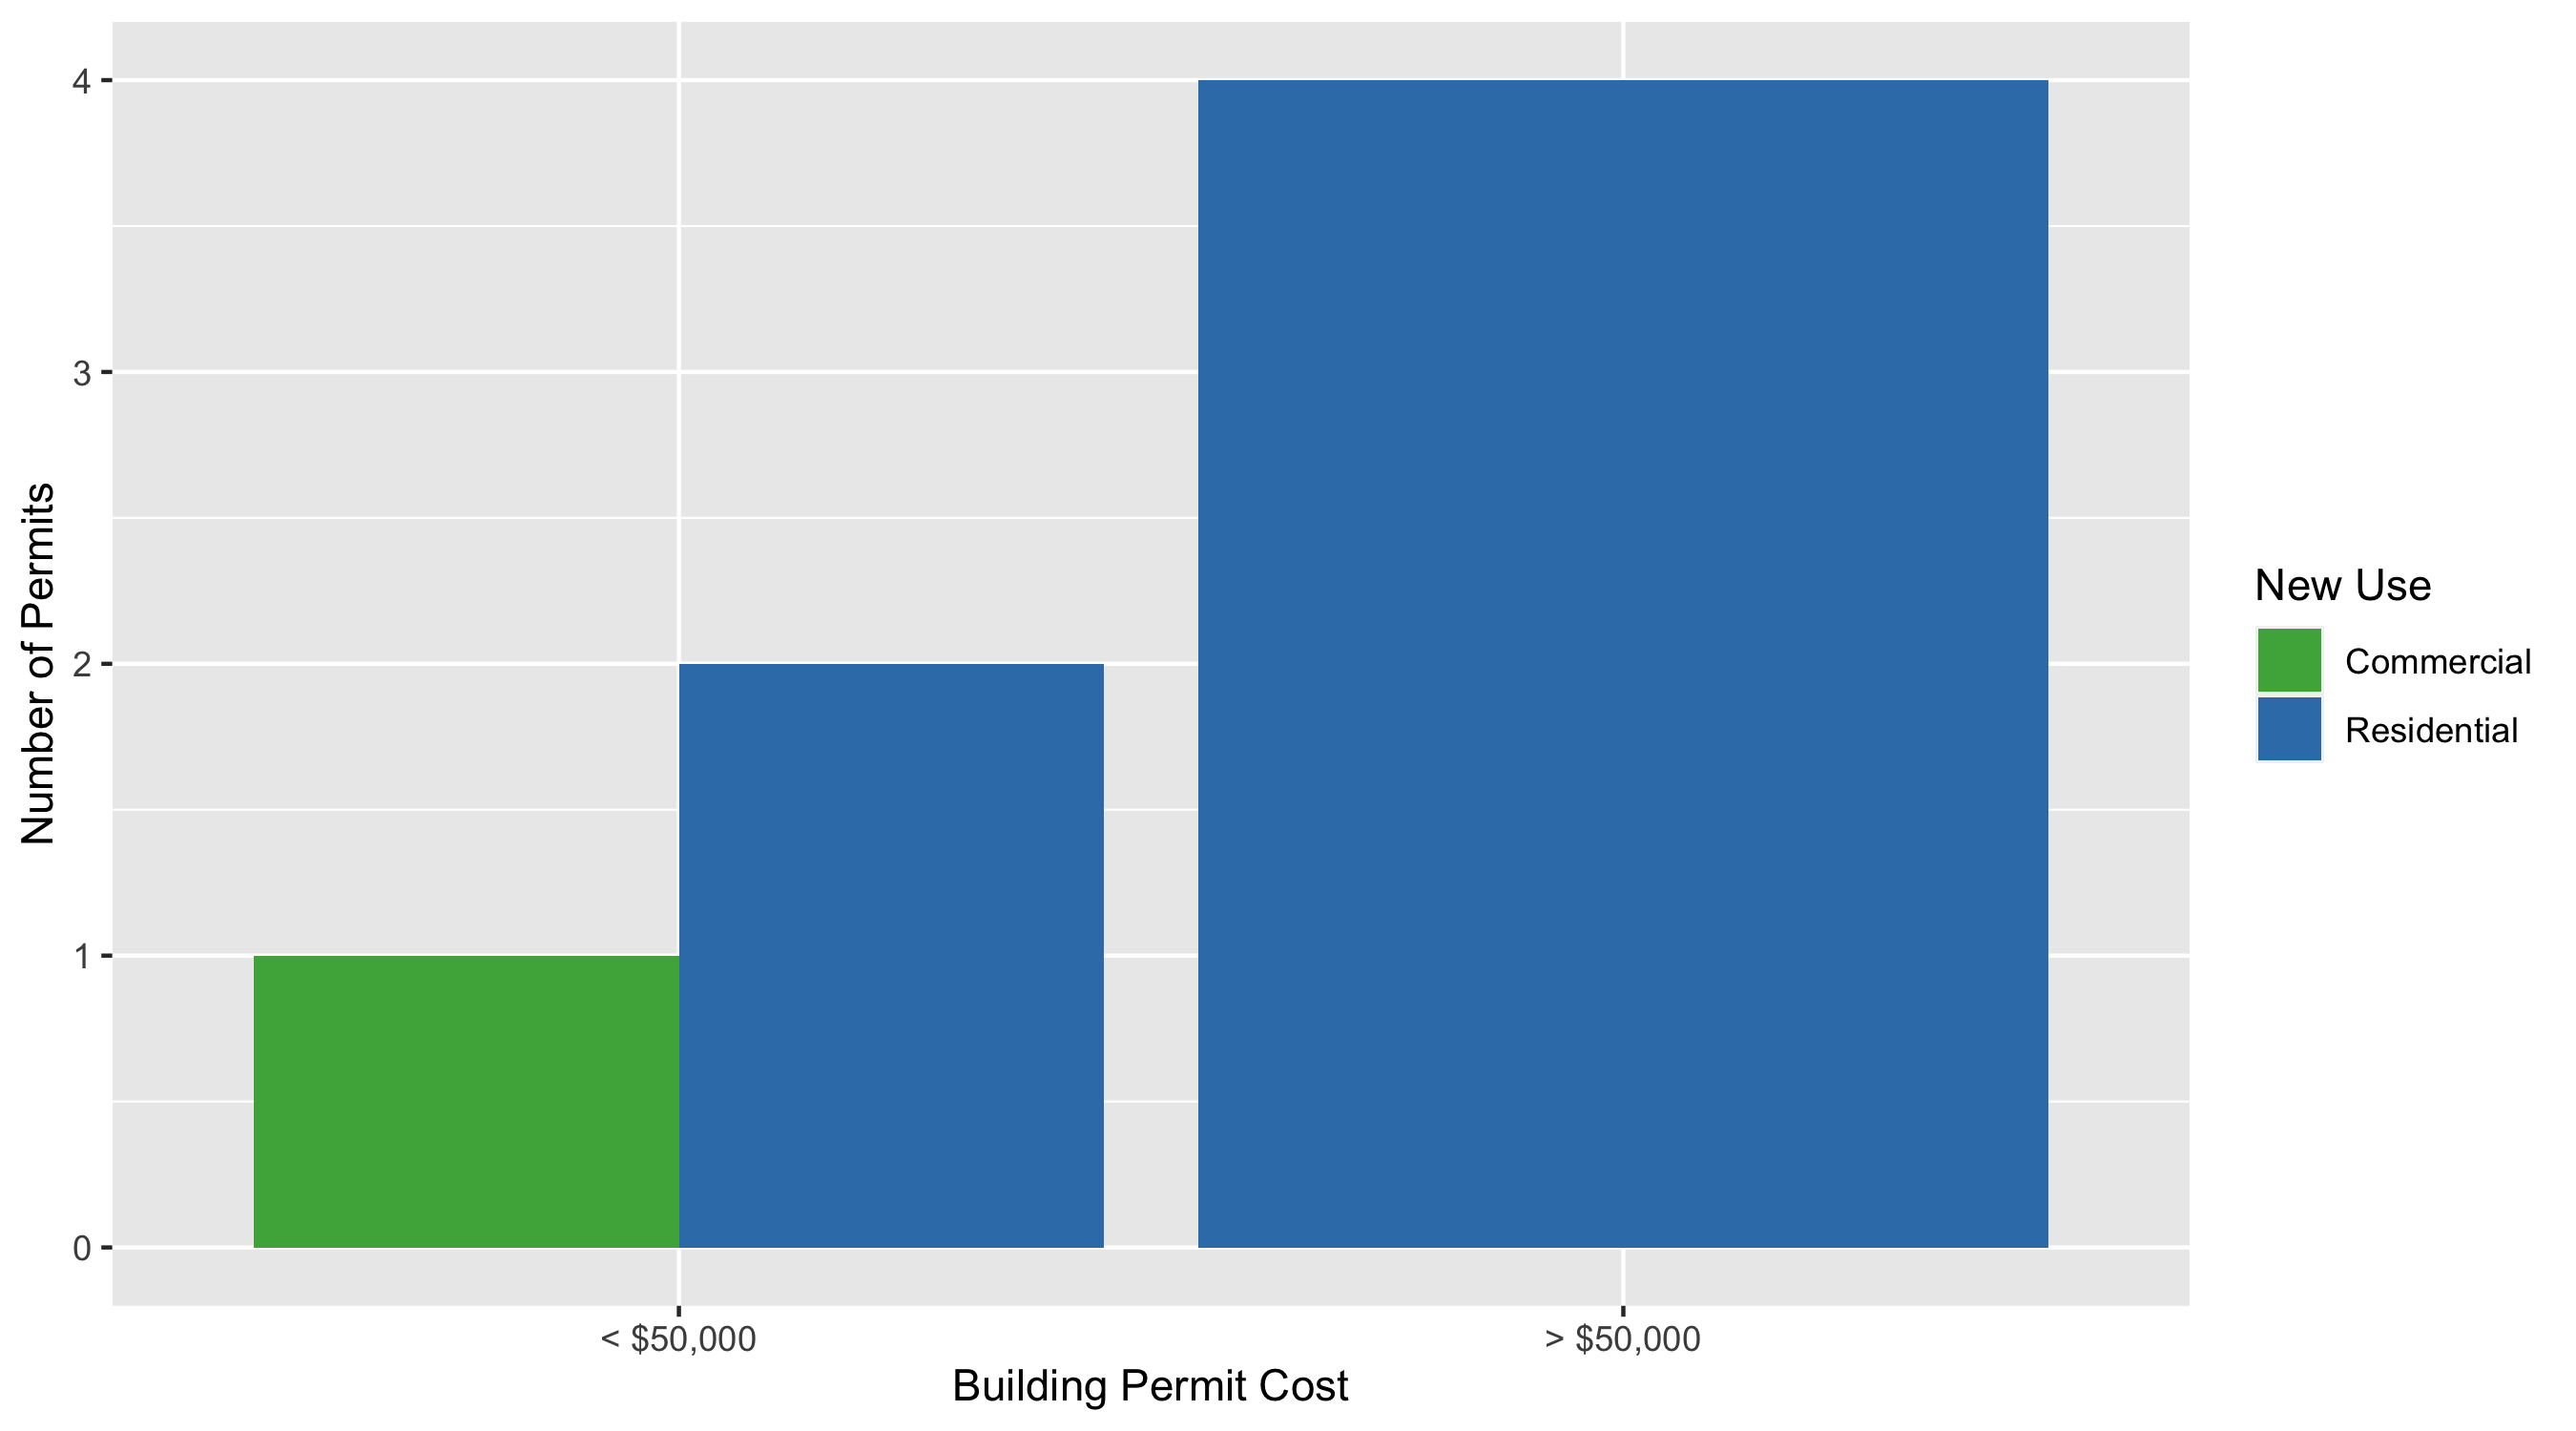 4
3
2
1
0
Number of Permits
< $50,000
> $50,000
Building Permit Cost
New Use
Commercial
Residential